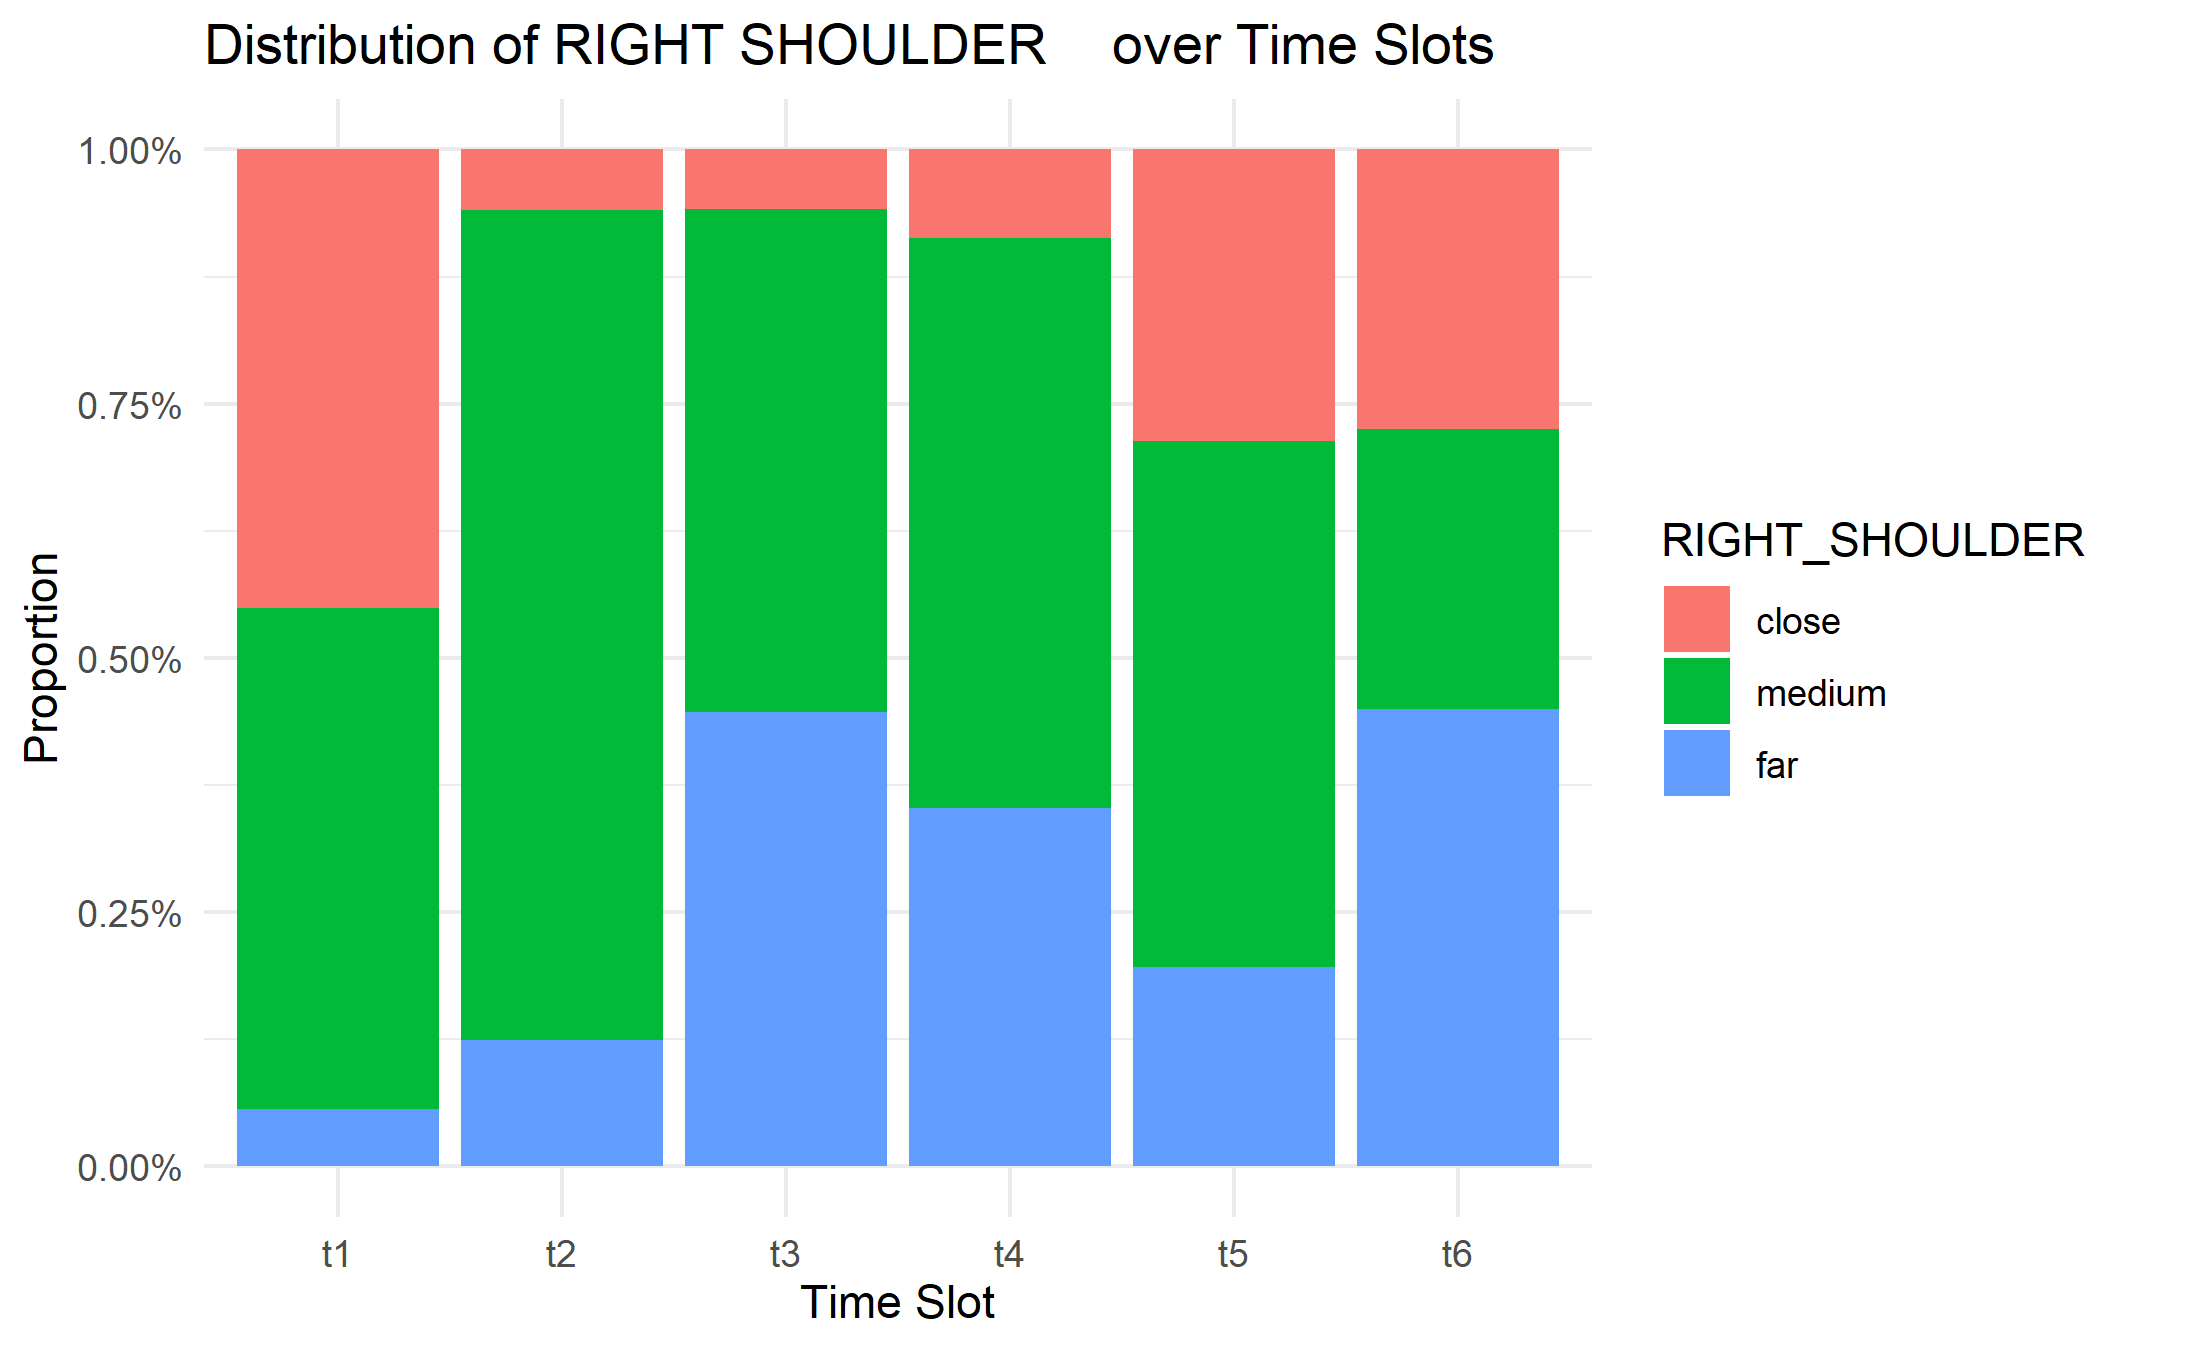 Distribution of RIGHT SHOULDER    over Time Slots
1.00%
0.75%
0.50%
0.25%
0.00%
Proportion
t1 t2 t3 t4 t5 t6
Time Slot
RIGHT_SHOULDER
close
medium
far